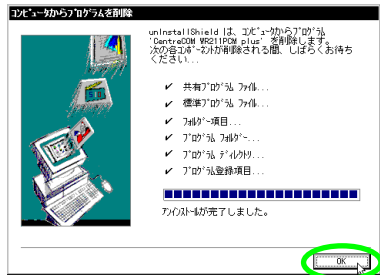 コンピュータからプログラムを削除
unInstallShield は、コンピュータからプログラム
'CentreCOM WR211PCM plus' を削除します。
次の各コンポーネントが削除される間、しばらくお待ち
ください...
✔ 共有プログラム ファイル...
✔ 標準プログラム ファイル...
✔ フォルダ項目...
✔ プログラム フォルダ...
✔ プログラム ディレクトリ...
✔ プログラム登録項目...
アンインストールが完了しました。
OK